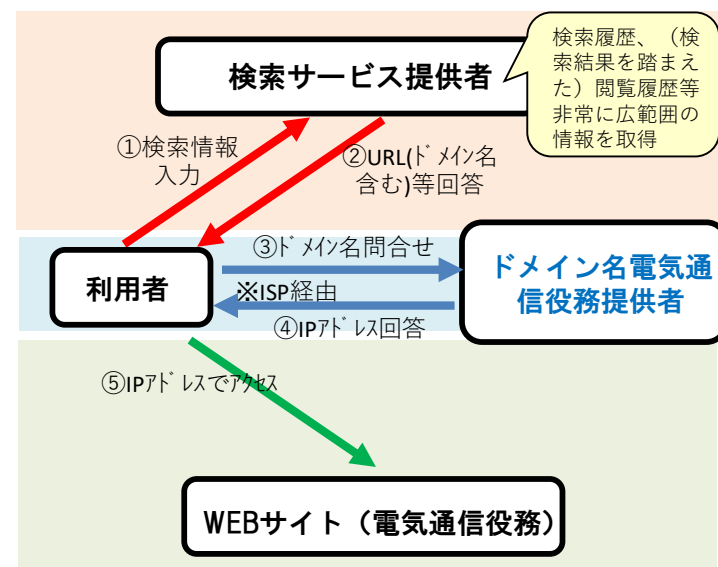 検索サービス提供者
検索履歴、（検
索結果を踏まえ
た）閲覧履歴等
非常に広範囲の
情報を取得
①検索情報
入力
②URL(ﾄﾞﾒｲﾝ名
含む)等回答
③ﾄﾞﾒｲﾝ名問合せ
利用者
※ISP経由
④IPｱﾄﾞﾚｽ回答
ドメイン名電気通
信役務提供者
⑤IPｱﾄﾞﾚｽでｱｸｾｽ
WEBサイト（電気通信役務）